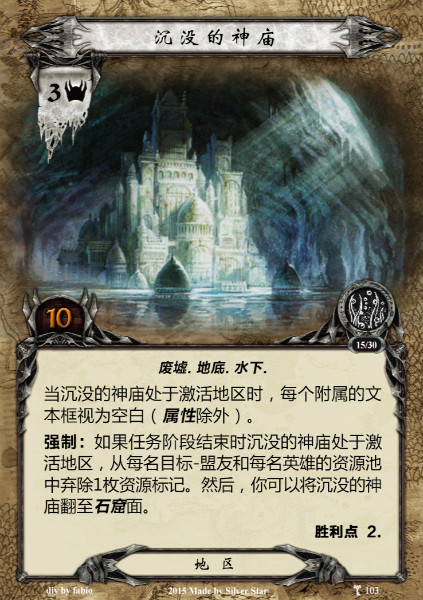 沉没的神庙
3
10
15/30
废墟. 地底. 水下.
当沉没的神庙处于激活地区时，每个附属的文
本框视为空白（属性除外）。
强制：如果任务阶段结束时沉没的神庙处于激
活地区，从每名目标-盟友和每名英雄的资源池
中弃除1枚资源标记。然后，你可以将沉没的神
庙翻至石窟面。
胜利点 2.
地区
diy by fabio
2015 Made by Silver Star
103